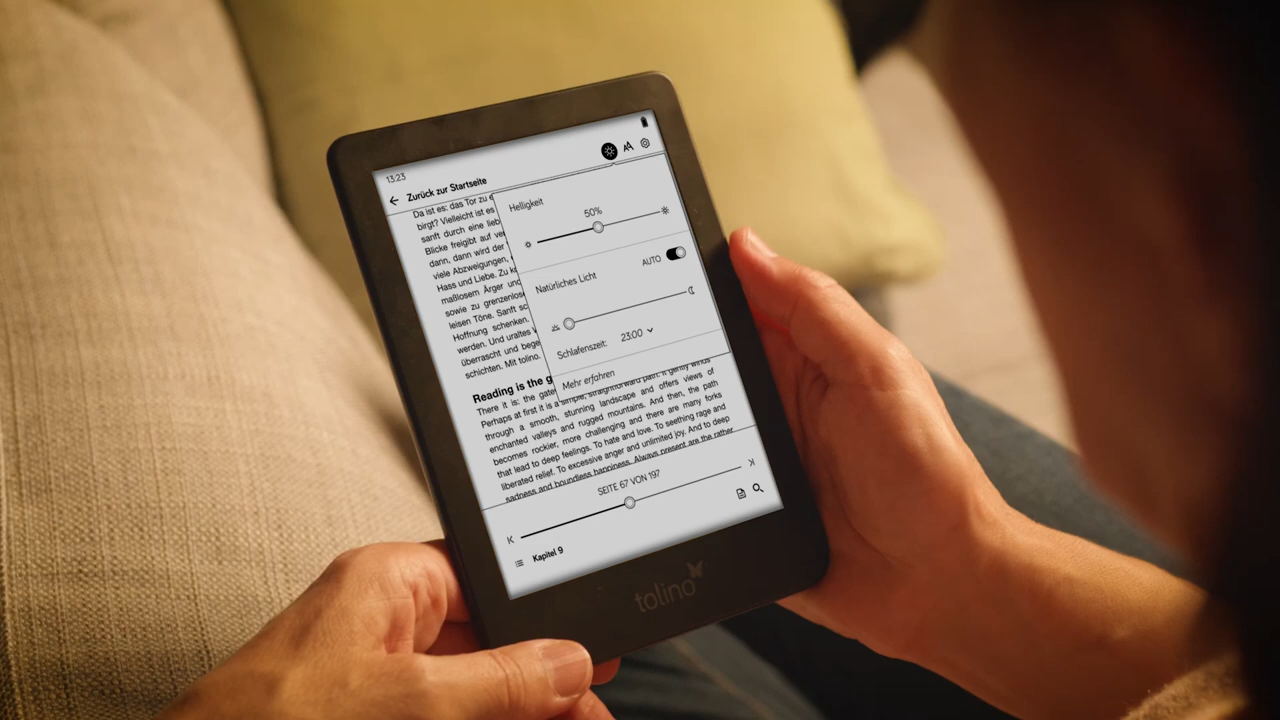 13:23
Zurück zur Startseite
Da ist es: das Tor zu
birgt? Vielleicht ist es
sanft durch eine
Blicke freigibt auf
dann, dann wird der
viele Abzweigungen,
Hass und Liebe. Zu
maßlosem Ärger und
sowie zu
leisen Töne. Sanft
Hoffnung schenken.
werden. Und uraltes
überrascht und
schichten. Mit tolino.
Helligkeit
50%
Natürliches Licht
AUTO
Schlafenszeit: 23:00
Mehr erfahren
Reading is the
There it is: the
Perhaps at first it is a simple, straightforward path. It gently winds
through a smooth, stunning landscape and offers views of
enchanted valleys and rugged mountains. And then, the path
becomes rockier, more challenging and there are many forks
that lead to deep feelings. To hate and love. To seething rage and
liberated relief. To excessive anger and unlimited joy. And to deep
sadness and boundless happiness. Always present are the rather
SEITE 67 VON 197
Kapitel 9
tolino